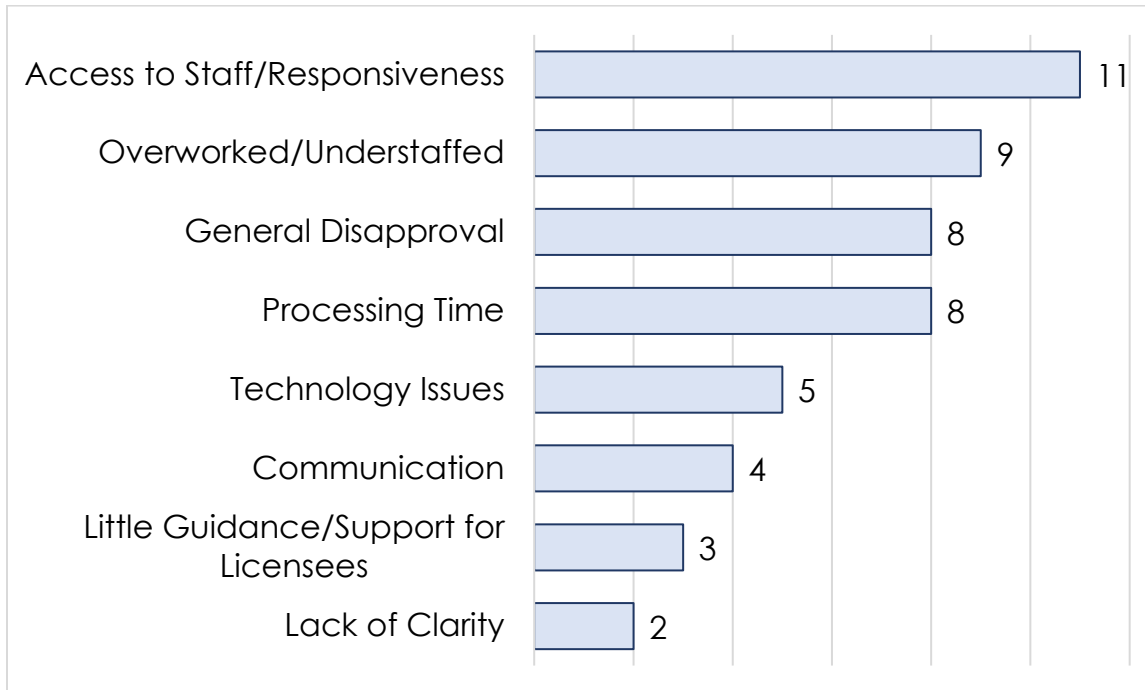 Access to Staff/Responsiveness 11
Overworked/Understaffed 9
General Disapproval 8
Processing Time 8
Technology Issues 5
Communication 4
Little Guidance/Support for
Licensees 3
Lack of Clarity 2